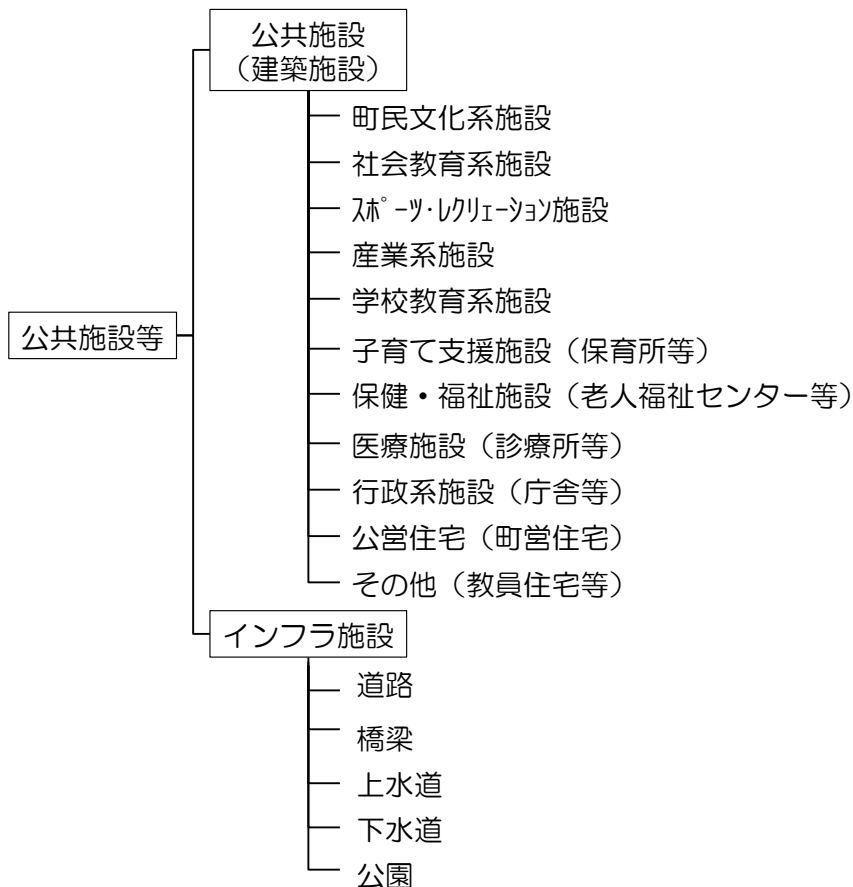 公共施設
（建築施設）
町民文化系施設
社会教育系施設
ｽﾎﾟｰﾂ･ﾚｸﾘｪｰｼｮﾝ施設
産業系施設
学校教育系施設
公共施設等
子育て支援施設（保育所等）
保健・福祉施設（老人福祉センター等）
医療施設（診療所等）
行政系施設（庁舎等）
公営住宅（町営住宅）
その他（教員住宅等）
インフラ施設
道路
橋梁
上水道
下水道
公園